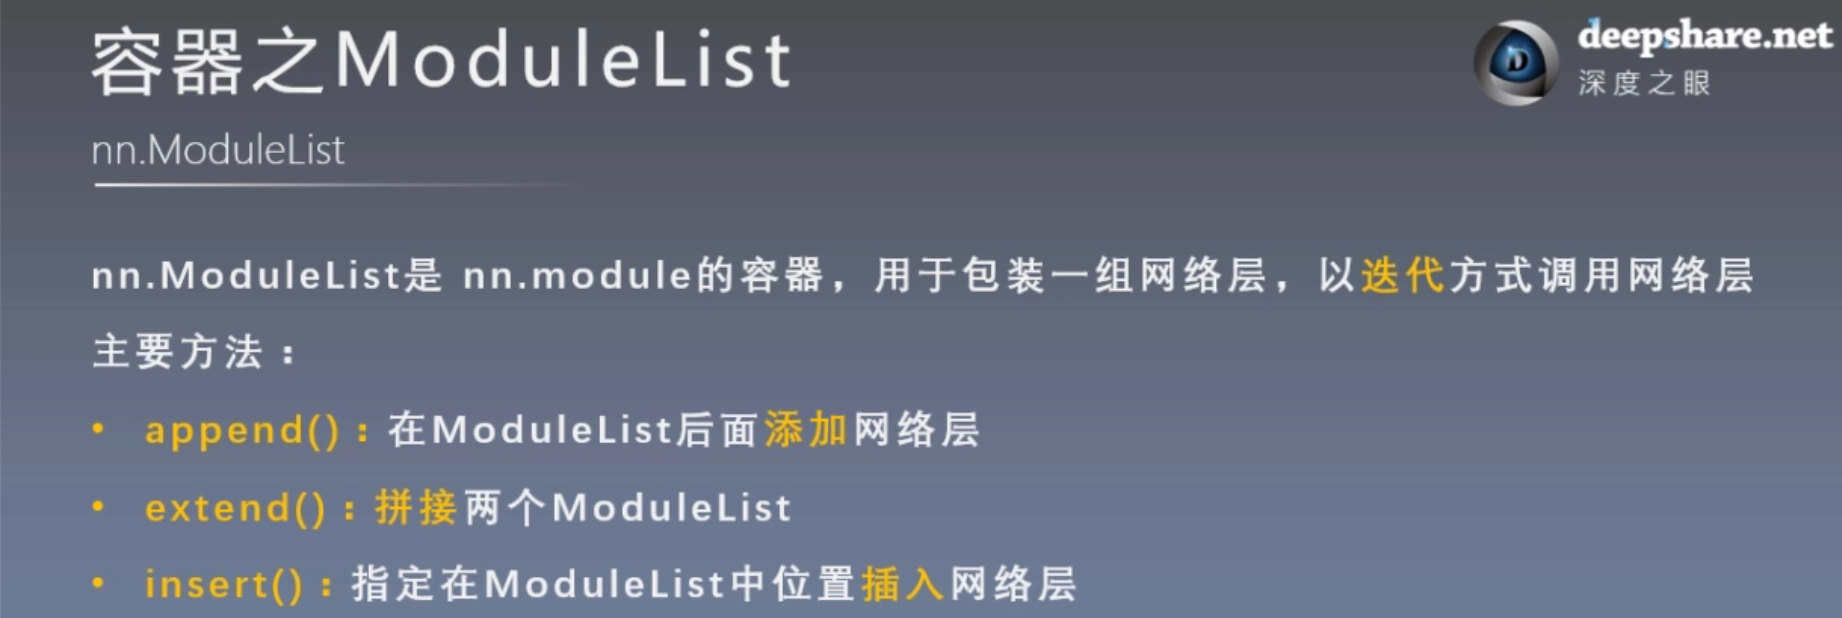 容器之ModuleList
deepshare.net
深度之眼
nn.ModuleList
nn.ModuleList是 nn.module的容器，用于包装一组网络层，以迭代方式调用网络层
主要方法：
• append()：在ModuleList后面添加网络层
• extend()：拼接两个ModuleList
• insert()：指定在ModuleList中位置插入网络层